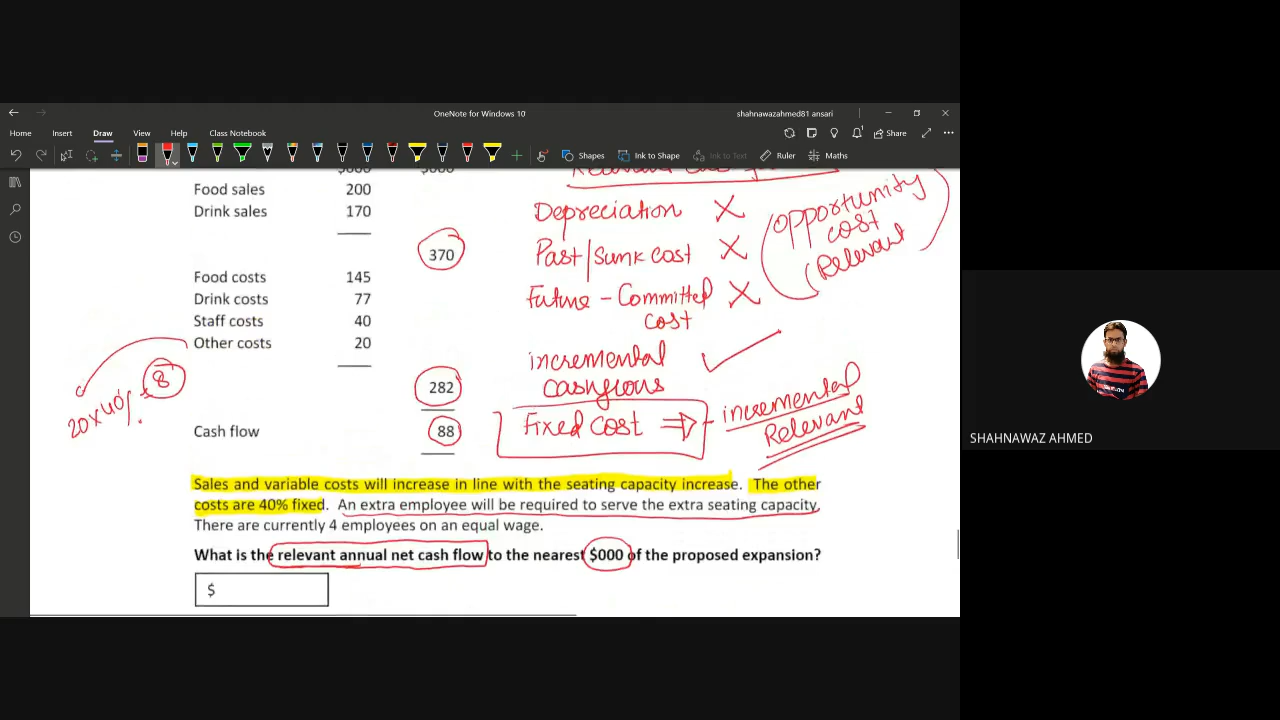 OneNote for Windows 10
shahnawazahmed81 ansari
Home Insert Draw View Help Class Notebook Share
Shapes Ink to Shape Ink to Text Ruler Maths
$000 $000
Food sales 200
Drink sales 170
370
Food costs 145
Drink costs 77
Staff costs 40
Other costs 20
282
Cash flow 88
20x40% = 8
Depreciation X
Past/Sunk cost X
Future - Committed X
cost
opportunity
cost
(Relevant
incremental
cashflows
Fixed cost ⇒ incremental
Relevant
Sales and variable costs will increase in line with the seating capacity increase. The other
costs are 40% fixed. An extra employee will be required to serve the extra seating capacity.
There are currently 4 employees on an equal wage.
What is the relevant annual net cash flow to the nearest $000 of the proposed expansion?
$
SHAHNAWAZ AHMED